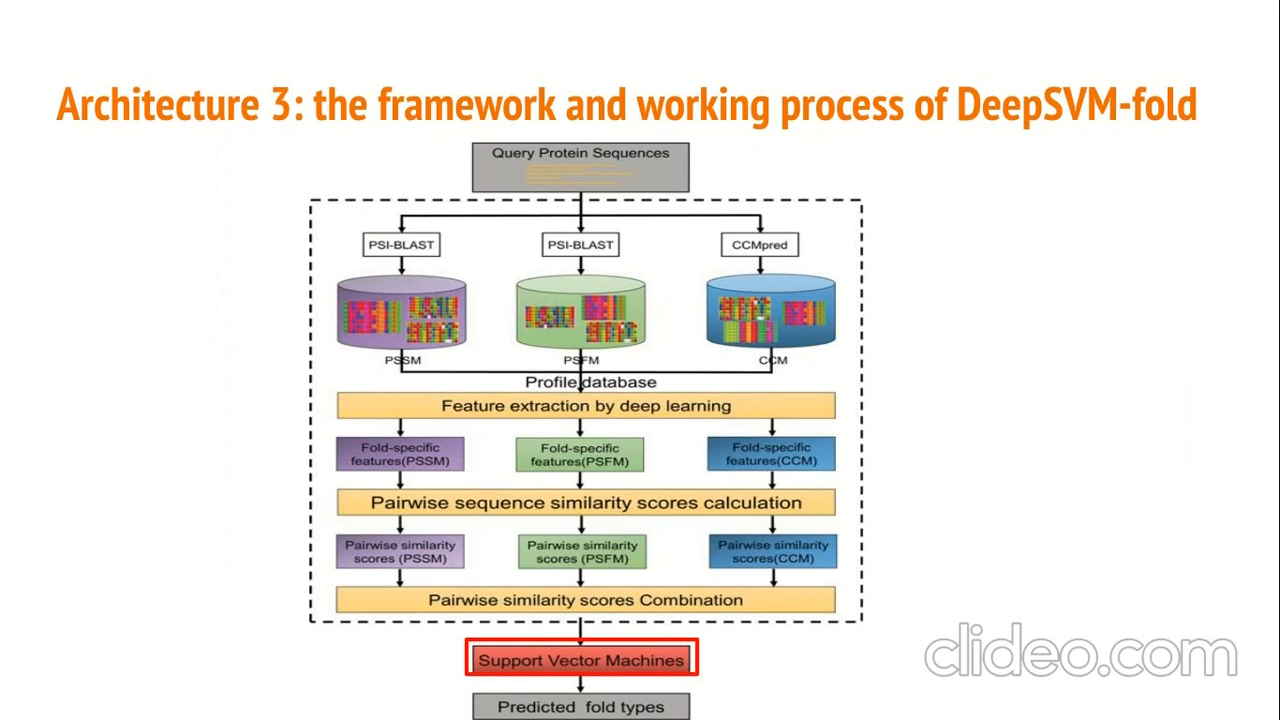 Architecture 3: the framework and working process of DeepSVM-fold
Query Protein Sequences
PSI-BLAST
PSI-BLAST
CCMpred
PSSM
PSFM
CCM
Profile database
Feature extraction by deep learning
Fold-specific
features(PSSM)
Fold-specific
features(PSFM)
Fold-specific
features(CCM)
Pairwise sequence similarity scores calculation
Pairwise similarity
scores (PSSM)
Pairwise similarity
scores (PSFM)
Pairwise similarity
scores(CCM)
Pairwise similarity scores Combination
Support Vector Machines
Predicted fold types
clideo.com